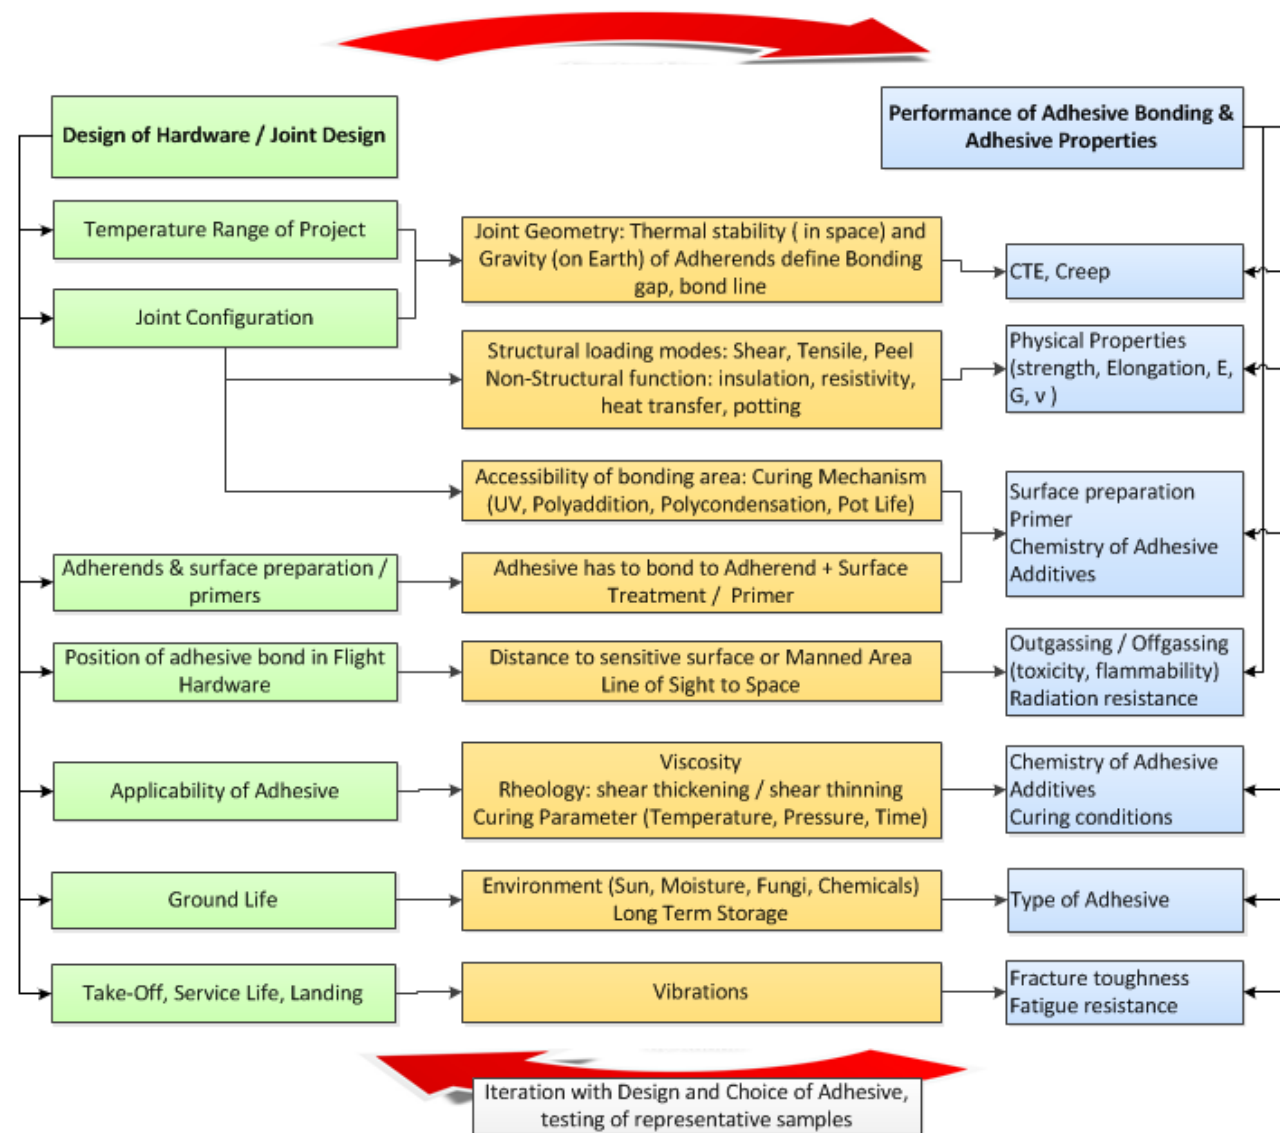 Design of Hardware / Joint Design
Performance of Adhesive Bonding &
Adhesive Properties
Temperature Range of Project
Joint Configuration
Joint Geometry: Thermal stability ( in space) and
Gravity (on Earth) of Adherends define Bonding
gap, bond line
CTE, Creep
Structural loading modes: Shear, Tensile, Peel
Non-Structural function: insulation, resistivity,
heat transfer, potting
Physical Properties
(strength, Elongation, E,
G, ν )
Accessibility of bonding area: Curing Mechanism
(UV, Polyaddition, Polycondensation, Pot Life)
Surface preparation
Primer
Chemistry of Adhesive
Additives
Adherends & surface preparation /
primers
Adhesive has to bond to Adherend + Surface
Treatment /  Primer
Position of adhesive bond in Flight
Hardware
Distance to sensitive surface or Manned Area
Line of Sight to Space
Outgassing / Offgassing
(toxicity, flammability)
Radiation resistance
Applicability of Adhesive
Viscosity
Rheology: shear thickening / shear thinning
Curing Parameter (Temperature, Pressure, Time)
Chemistry of Adhesive
Additives
Curing conditions
Ground Life
Environment (Sun, Moisture, Fungi, Chemicals)
Long Term Storage
Type of Adhesive
Take-Off, Service Life, Landing
Vibrations
Fracture toughness
Fatigue resistance
Iteration with Design and Choice of Adhesive,
testing of representative samples